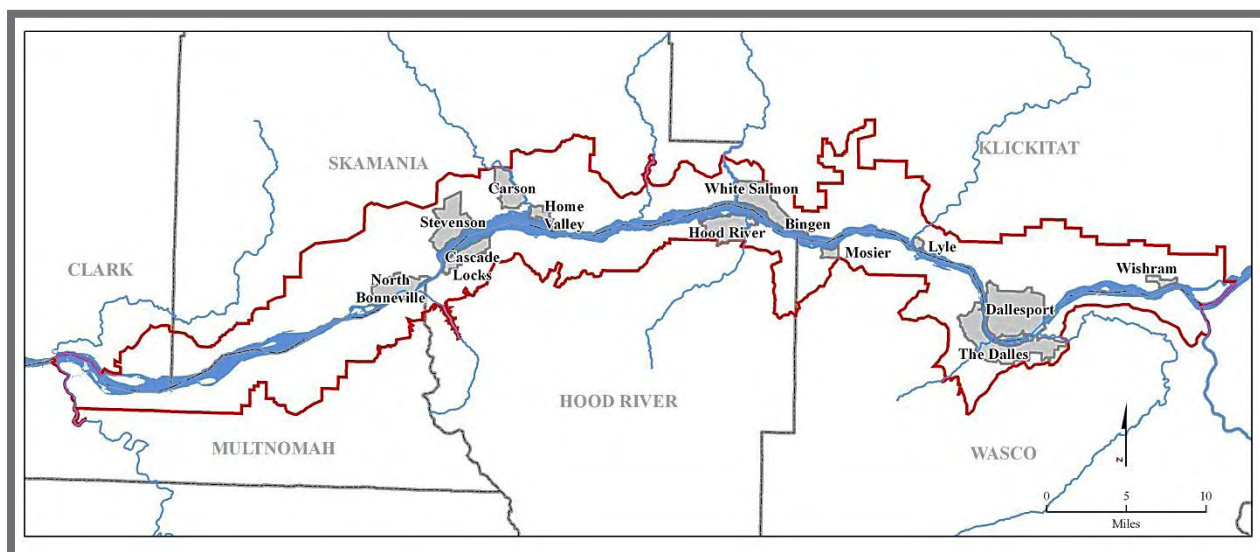 SKAMANIA
KLICKITAT
Carson
White Salmon
Home
Valley
Stevenson
Bingen
Hood River
Lyle
Mosier
Cascade
Locks
CLARK
North
Bonneville
Wishram
Dallesport
The Dalles
HOOD RIVER
MULTNOMAH
WASCO
N
0 5 10
Miles